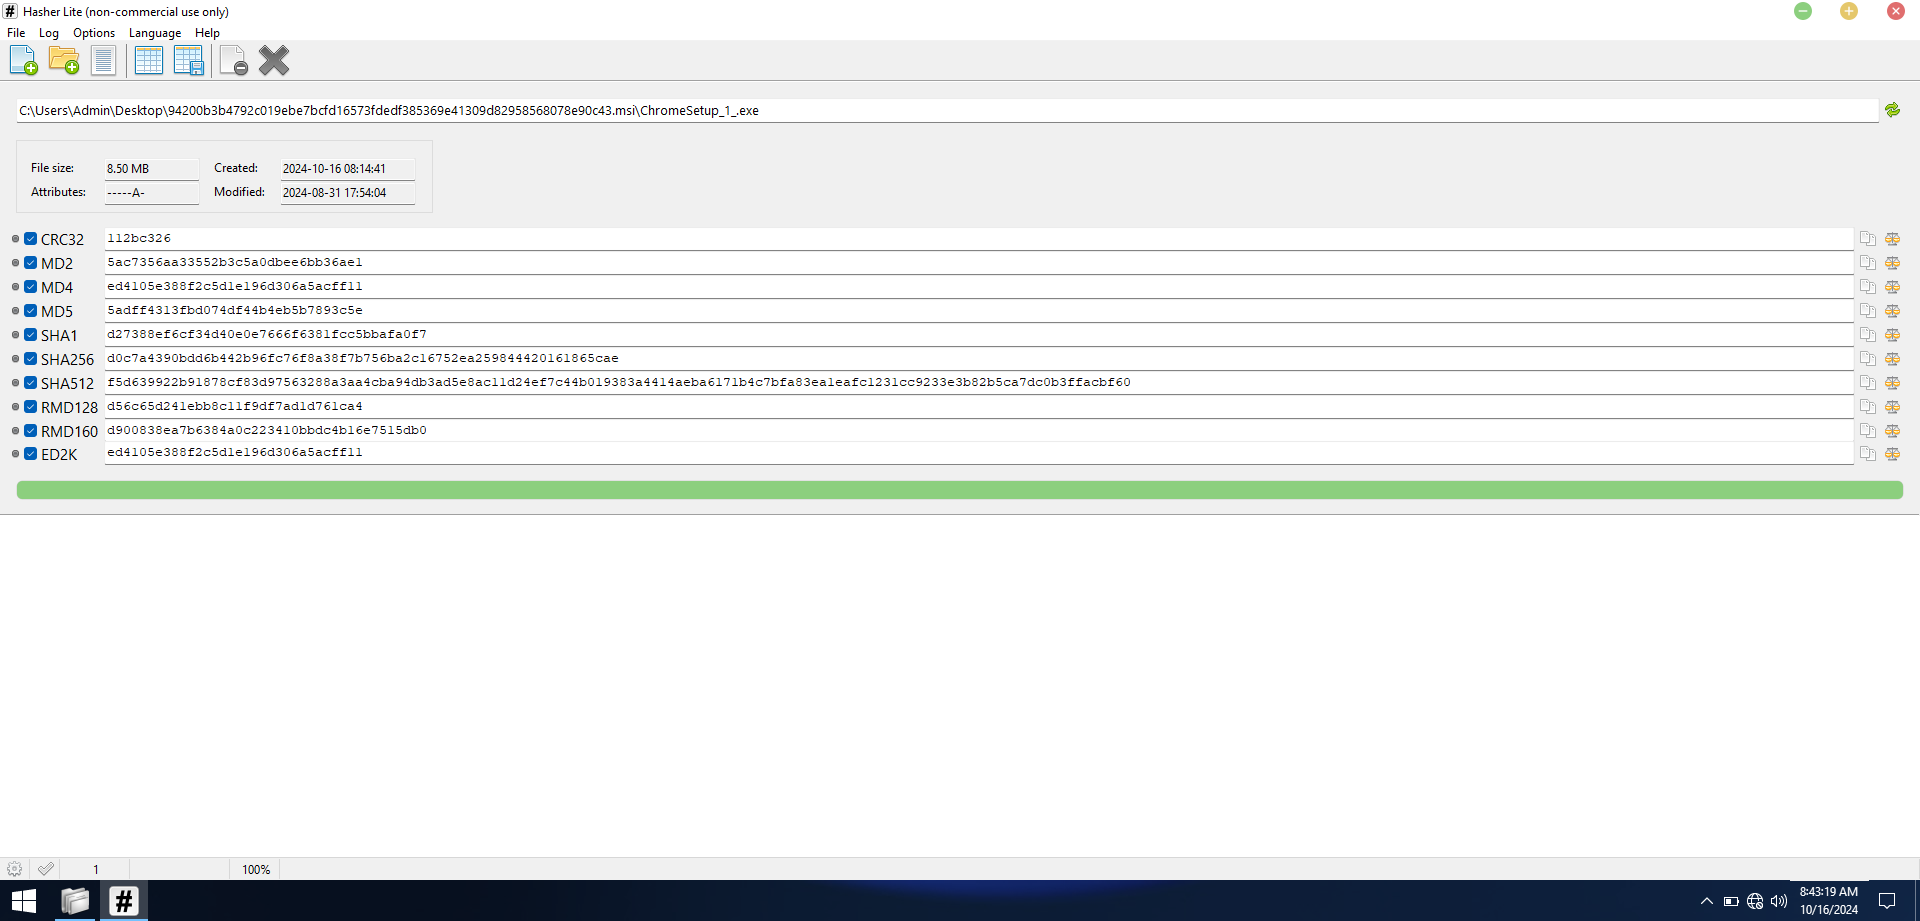 Hasher Lite (non-commercial use only)
File Log Options Language Help
C:\Users\Admin\Desktop\94200b3b4792c019ebe7bcfd16573fdedf385369e41309d82958568078e90c43.msi\ChromeSetup_1_.exe
File size: 8.50 MB Created: 2024-10-16 08:14:41
Attributes: -----A- Modified: 2024-08-31 17:54:04
CRC32 112bc326
MD2 5ac7356aa33552b3c5a0dbee6bb36ae1
MD4 ed4105e388f2c5d1e196d306a5acff11
MD5 5adff4313fbd074df44b4eb5b7893c5e
SHA1 d27388ef6cf34d40e0e7666f6381fcc5bbafa0f7
SHA256 d0c7a4390bdd6b442b96fc76f8a38f7b756ba2c16752ea259844420161865cae
SHA512 f5d639922b91878cf83d97563288a3aa4cba94db3ad5e8ac11d24ef7c44b019383a4414aeba6171b4c7bfa83ea1eafc1231cc9233e3b82b5ca7dc0b3ffacbf60
RMD128 d56c65d241ebb8c11f9df7ad1d761ca4
RMD160 d900838ea7b6384a0c223410bbdc4b16e7515db0
ED2K ed4105e388f2c5d1e196d306a5acff11
1 100%
8:43:19 AM
10/16/2024